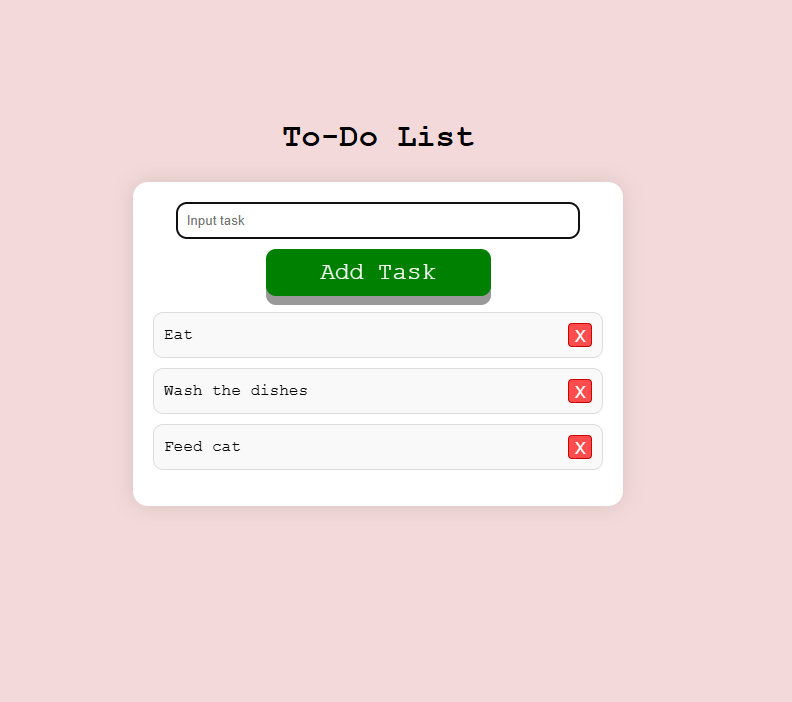 To-Do List
Input task
Add Task
Eat
X
Wash the dishes
X
Feed cat
X